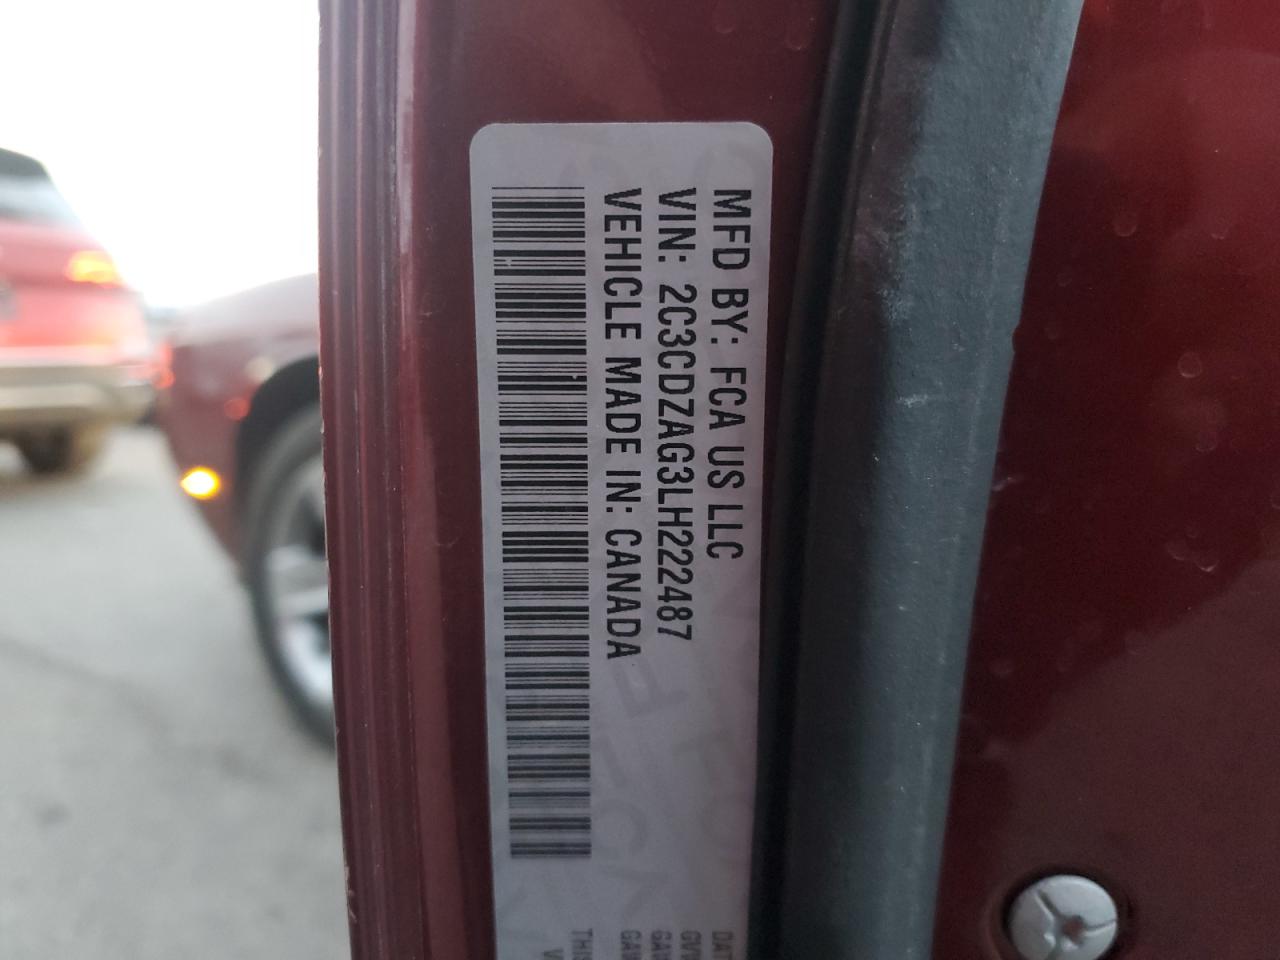 MFD BY: FCA US LLC
VIN: 2C3CDZAG3LH222487
VEHICLE MADE IN: CANADA